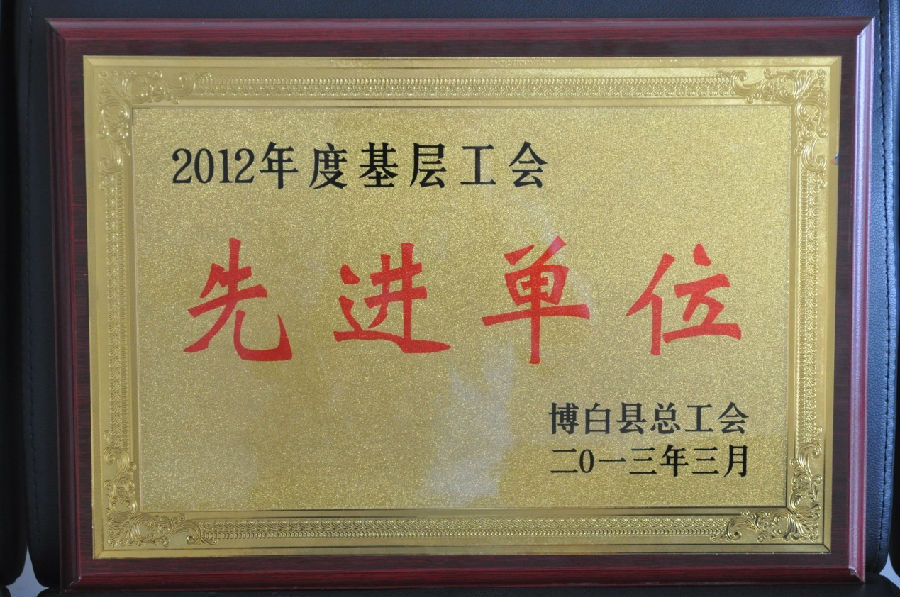 2012年度基层工会
先进单位
博白县总工会
二〇一三年三月